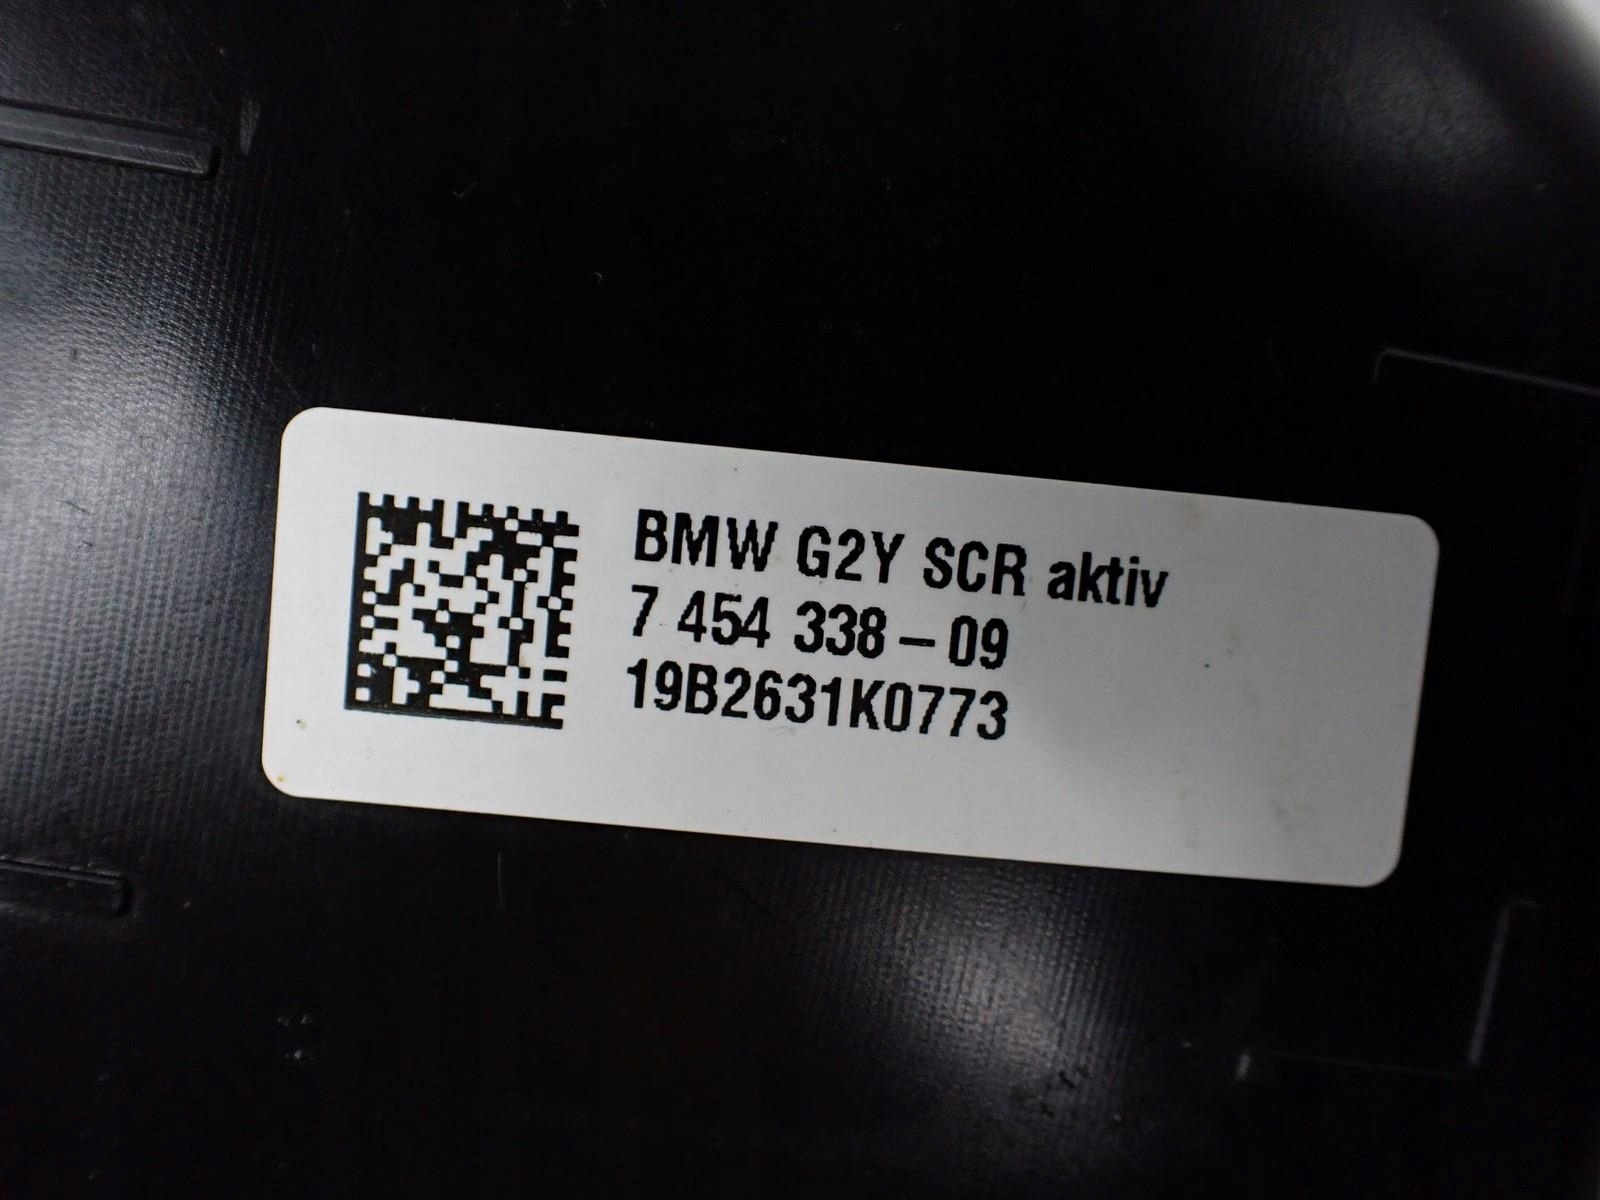 BMW G2Y SCR aktiv
7 454 338 – 09
19B2631K0773